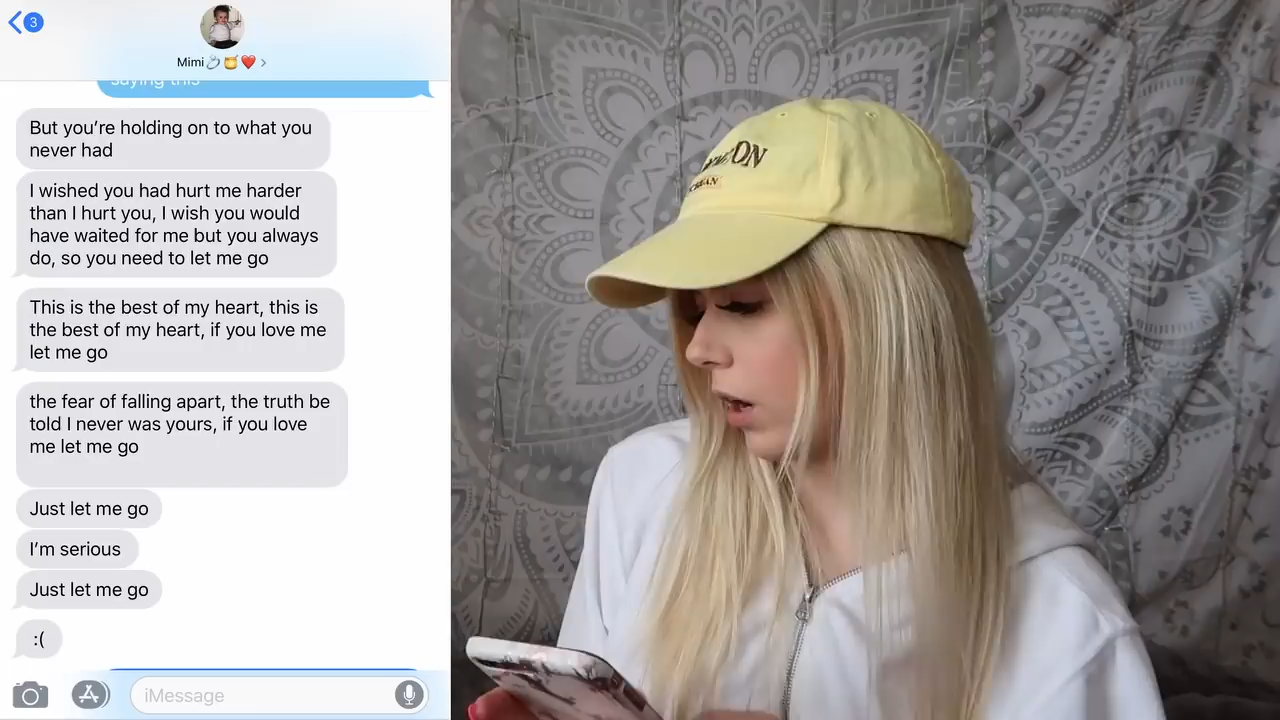 3
Mimi
saying this
But you’re holding on to what you
never had
I wished you had hurt me harder
than I hurt you, I wish you would
have waited for me but you always
do, so you need to let me go
This is the best of my heart, this is
the best of my heart, if you love me
let me go
the fear of falling apart, the truth be
told I never was yours, if you love
me let me go
Just let me go
I’m serious
Just let me go
:(
iMessage